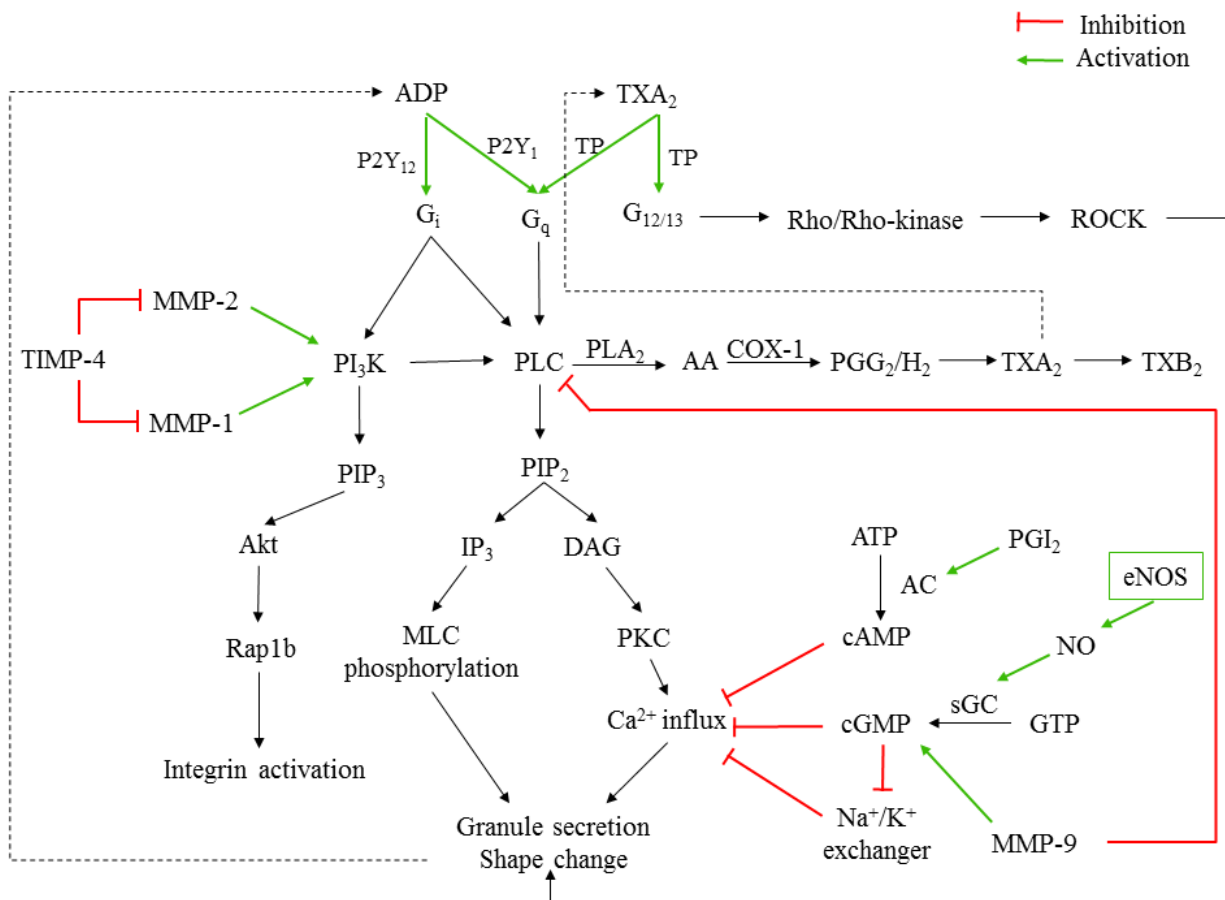 Inhibition
Activation
ADP
TXA₂
P2Y₁₂
P2Y₁
TP
TP
Gᵢ
G_q
G₁₂/₁₃
Rho/Rho-kinase
ROCK
MMP-2
TIMP-4
PI₃K
PLC
PLA₂
AA
COX-1
PGG₂/H₂
TXA₂
TXB₂
MMP-1
PIP₃
PIP₂
Akt
IP₃
DAG
ATP
PGI₂
AC
eNOS
Rap1b
MLC
phosphorylation
PKC
cAMP
NO
Ca²⁺ influx
cGMP
sGC
GTP
Integrin activation
Na⁺/K⁺
exchanger
MMP-9
Granule secretion
Shape change